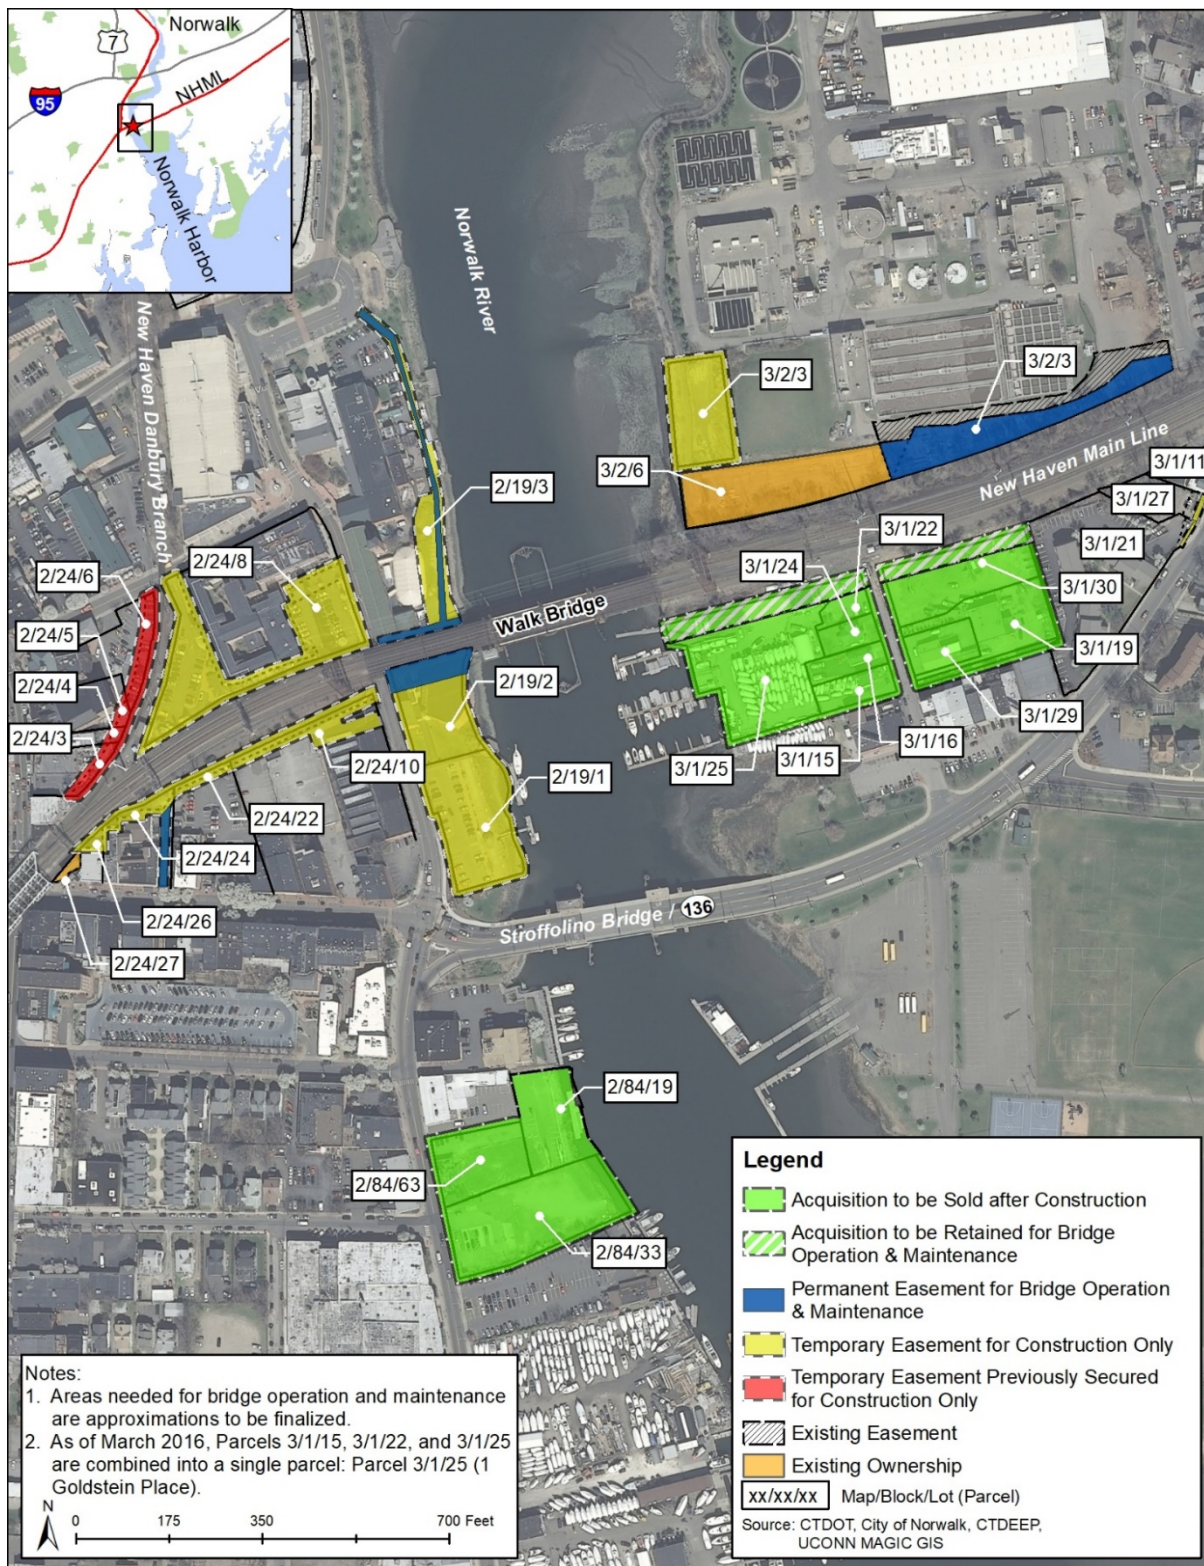 Norwalk
7
NHML
95
Norwalk Harbor
Norwalk River
New Haven Danbury Branch
3/2/3
3/2/3
3/2/6
New Haven Main Line
3/1/11
3/1/27
3/1/21
2/19/3
3/1/22
2/24/8
3/1/24
2/24/6
3/1/30
Walk Bridge
2/24/5
3/1/19
2/24/4
2/19/2
3/1/29
2/24/3
3/1/16
2/24/10
3/1/15
3/1/25
2/19/1
2/24/22
2/24/24
2/24/26
Stroffolino Bridge / 136
2/24/27
2/84/19
2/84/63
2/84/33
Legend
Acquisition to be Sold after Construction
Acquisition to be Retained for Bridge
Operation & Maintenance
Permanent Easement for Bridge Operation
& Maintenance
Temporary Easement for Construction Only
Temporary Easement Previously Secured
for Construction Only
Existing Easement
Existing Ownership
xx/xx/xx Map/Block/Lot (Parcel)
Source: CTDOT, City of Norwalk, CTDEEP,
UCONN MAGIC GIS
Notes:
1. Areas needed for bridge operation and maintenance
are approximations to be finalized.
2. As of March 2016, Parcels 3/1/15, 3/1/22, and 3/1/25
are combined into a single parcel: Parcel 3/1/25 (1
Goldstein Place).
N
0 175 350 700 Feet